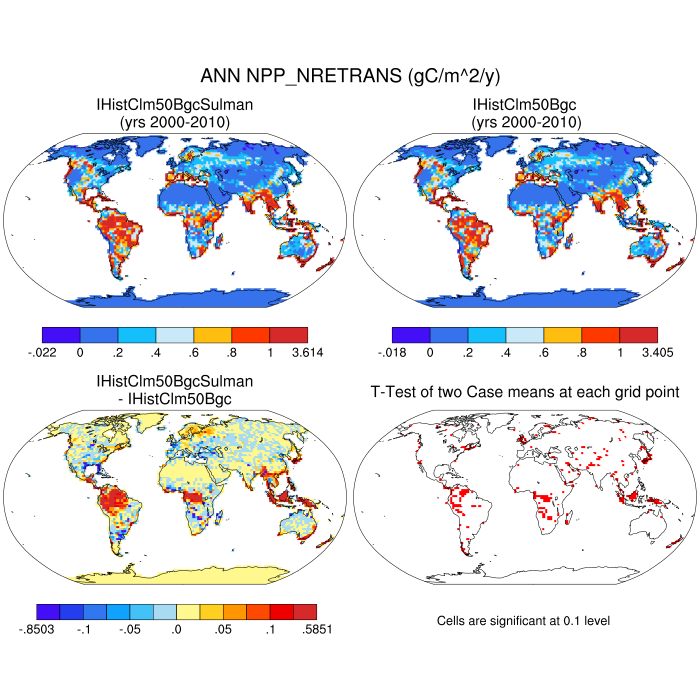 ANN NPP_NRETRANS (gC/m^2/y)
IHistClm50BgcSulman
(yrs 2000-2010)
IHistClm50Bgc
(yrs 2000-2010)
-.022 0 .2 .4 .6 .8 1 3.614
-.018 0 .2 .4 .6 .8 1 3.405
IHistClm50BgcSulman
- IHistClm50Bgc
T-Test of two Case means at each grid point
-.8503 -.1 -.05 .0 .05 .1 .5851
Cells are significant at 0.1 level